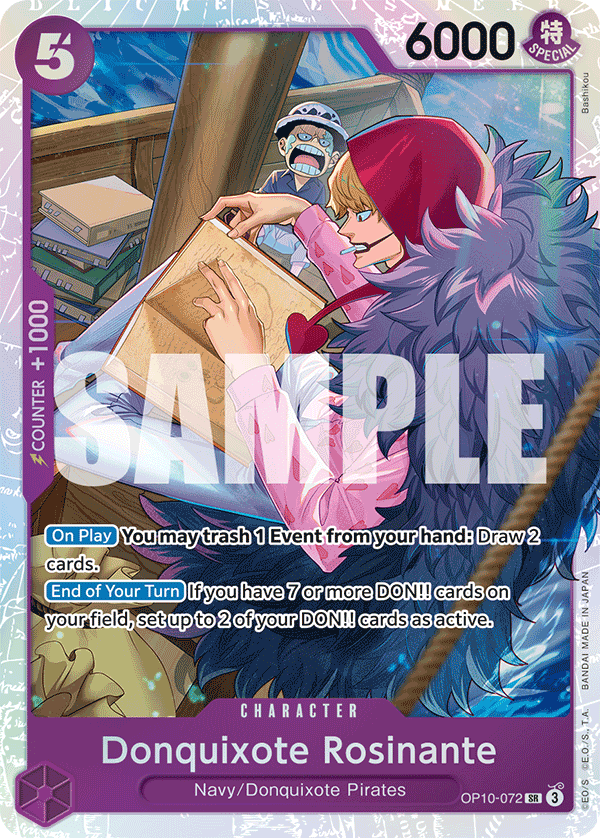 5
6000
特
SPECIAL
Bashikou
COUNTER +1000
SAMPLE
On Play You may trash 1 Event from your hand: Draw 2
cards.
End of Your Turn If you have 7 or more DON!! cards on
your field, set up to 2 of your DON!! cards as active.
CHARACTER
Donquixote Rosinante
Navy/Donquixote Pirates
OP10-072 SR 3
©E.O/S ©E.O./S., T.A. BANDAI MADE IN JAPAN